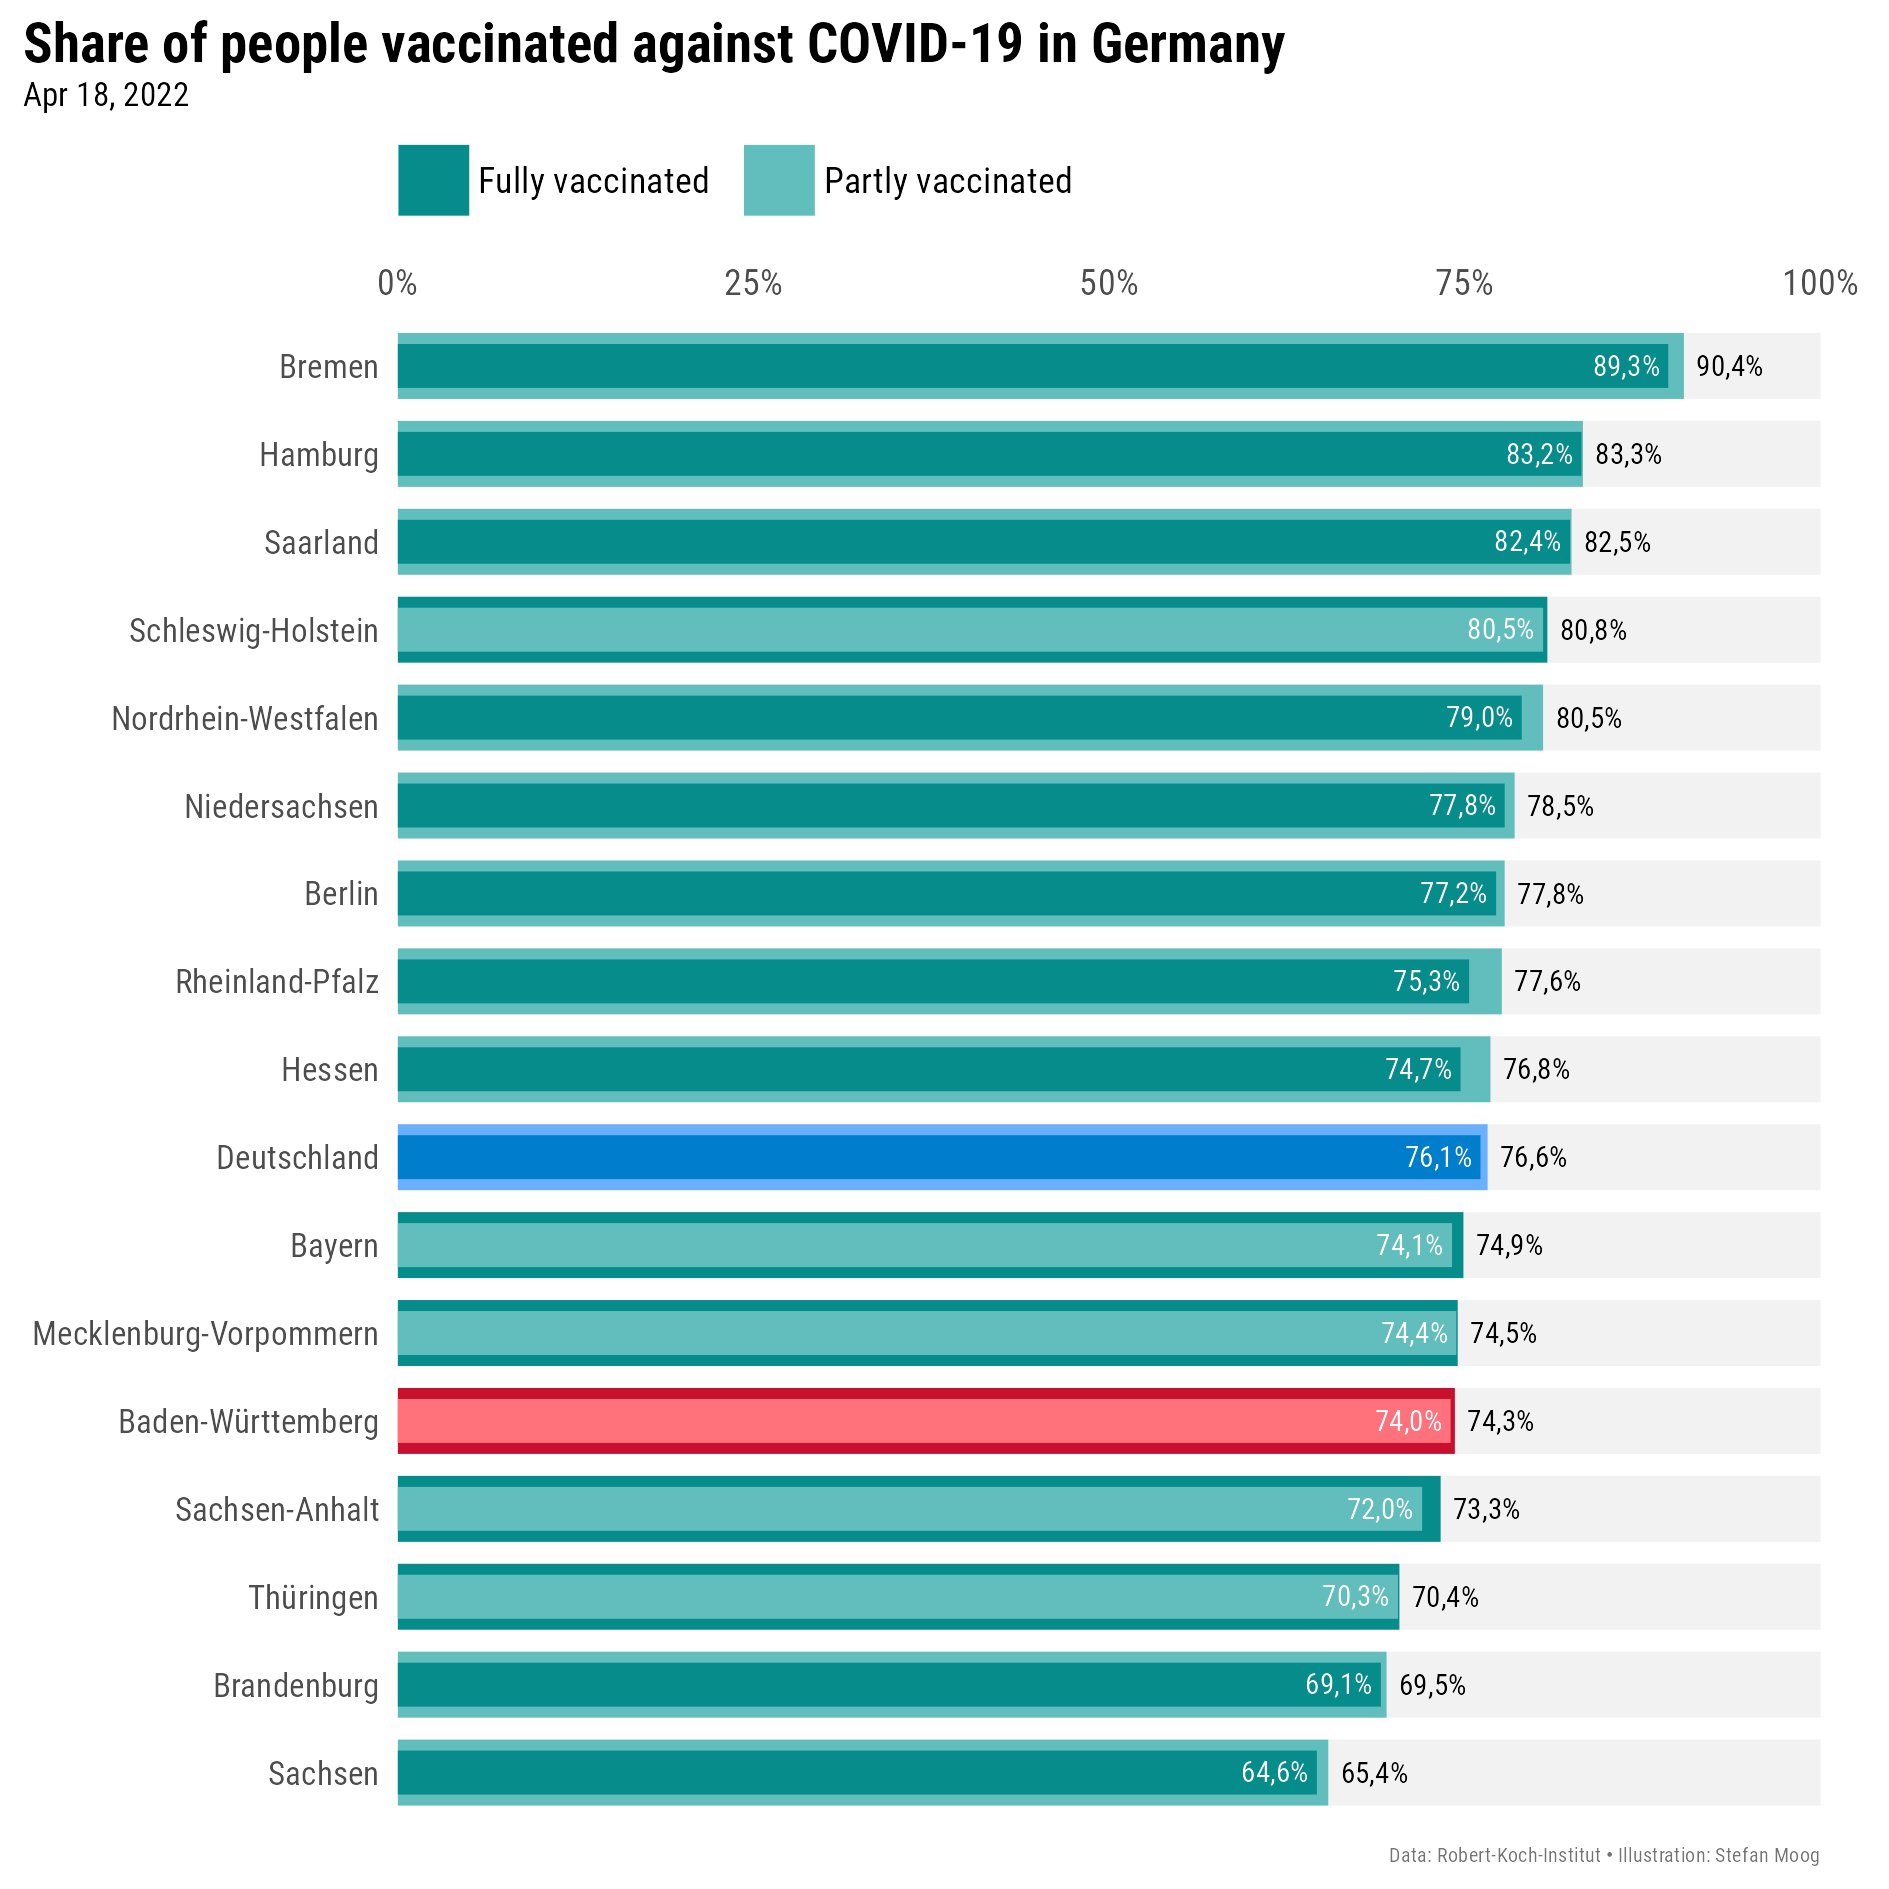 Share of people vaccinated against COVID-19 in Germany
Apr 18, 2022
Fully vaccinated Partly vaccinated
0% 25% 50% 75% 100%
Bremen 89,3% 90,4%
Hamburg 83,2% 83,3%
Saarland 82,4% 82,5%
Schleswig-Holstein 80,5% 80,8%
Nordrhein-Westfalen 79,0% 80,5%
Niedersachsen 77,8% 78,5%
Berlin 77,2% 77,8%
Rheinland-Pfalz 75,3% 77,6%
Hessen 74,7% 76,8%
Deutschland 76,1% 76,6%
Bayern 74,1% 74,9%
Mecklenburg-Vorpommern 74,4% 74,5%
Baden-Württemberg 74,0% 74,3%
Sachsen-Anhalt 72,0% 73,3%
Thüringen 70,3% 70,4%
Brandenburg 69,1% 69,5%
Sachsen 64,6% 65,4%
Data: Robert-Koch-Institut • Illustration: Stefan Moog